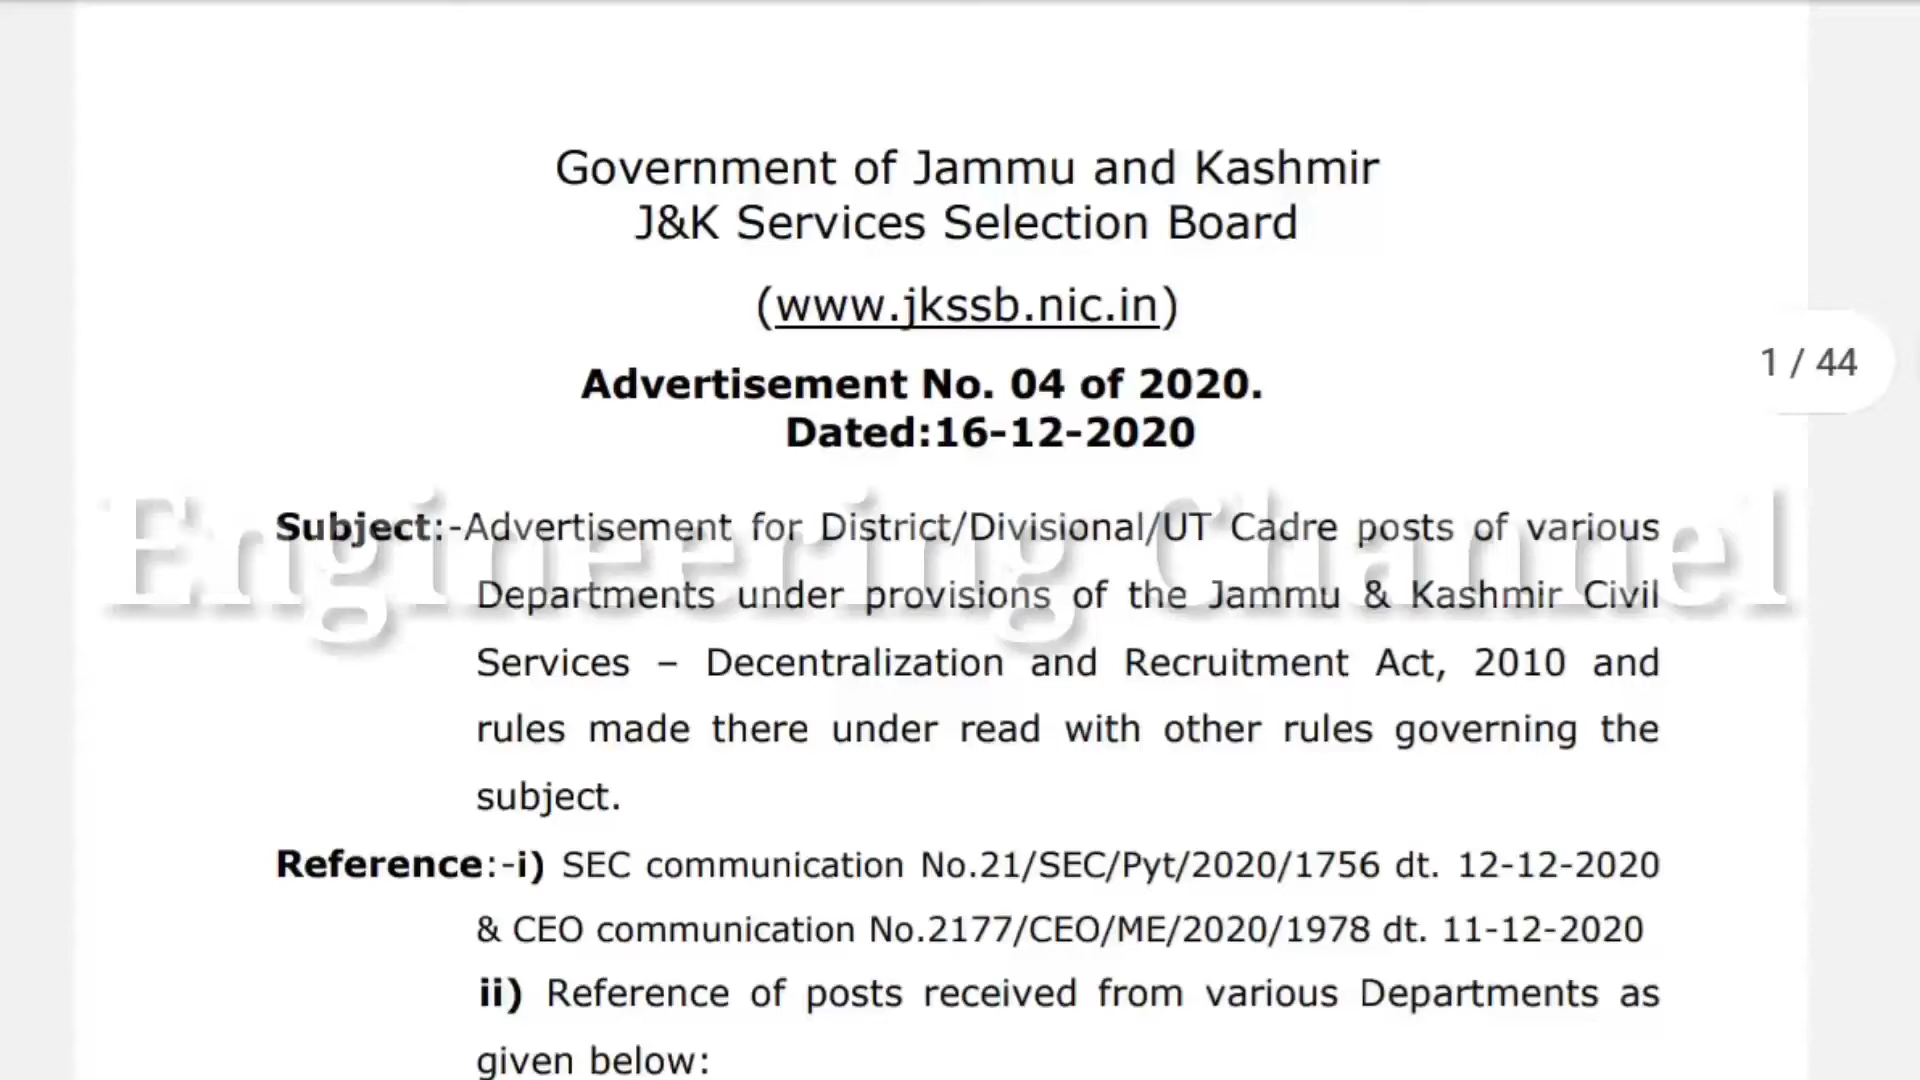 Government of Jammu and Kashmir
J&K Services Selection Board
(www.jkssb.nic.in)
Advertisement No. 04 of 2020.
1 / 44
Dated:16-12-2020
Engineering Channel
Subject:-Advertisement for District/Divisional/UT Cadre posts of various
Departments under provisions of the Jammu & Kashmir Civil
Services – Decentralization and Recruitment Act, 2010 and
rules made there under read with other rules governing the
subject.
Reference:-i) SEC communication No.21/SEC/Pyt/2020/1756 dt. 12-12-2020
& CEO communication No.2177/CEO/ME/2020/1978 dt. 11-12-2020
ii) Reference of posts received from various Departments as
given below: